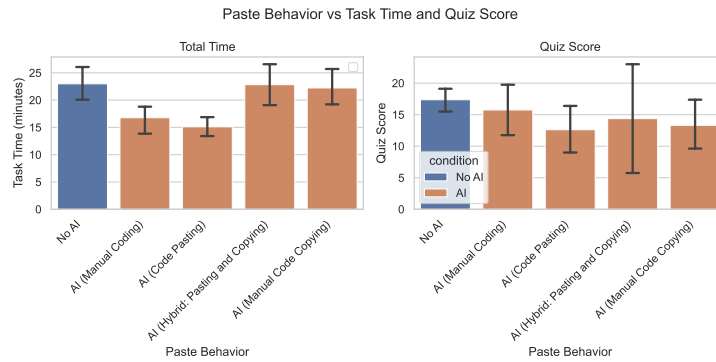 Paste Behavior vs Task Time and Quiz Score
Total Time
Task Time (minutes)
25
20
15
10
5
0
No AI
AI (Manual Coding)
AI (Code Pasting)
AI (Hybrid: Pasting and Copying)
AI (Manual Code Copying)
Paste Behavior
Quiz Score
Quiz Score
20
15
10
5
0
condition
No AI
AI
No AI
AI (Manual Coding)
AI (Code Pasting)
AI (Hybrid: Pasting and Copying)
AI (Manual Code Copying)
Paste Behavior